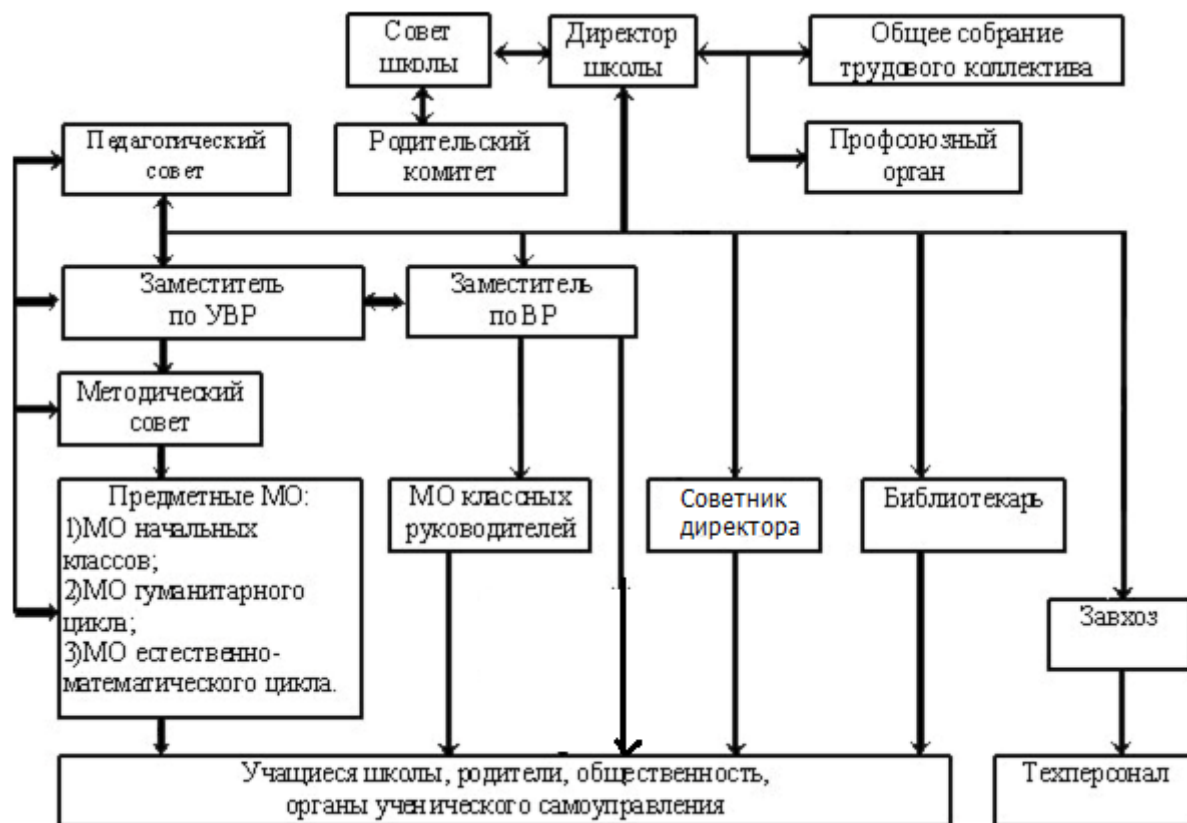 Совет
школы
Директор
школы
Общее собрание
трудового коллектива
Педагогический
совет
Родительский
комитет
Профсоюзный
орган
Заместитель
по УВР
Заместитель
по ВР
Методический
совет
Предметные МО:
1)МО начальных
классов;
2)МО гуманитарного
цикла;
3)МО естественно-
математического цикла.
МО классных
руководителей
Советник
директора
Библиотекарь
Завхоз
Учащиеся школы, родители, общественность,
органы ученического самоуправления
Техперсонал